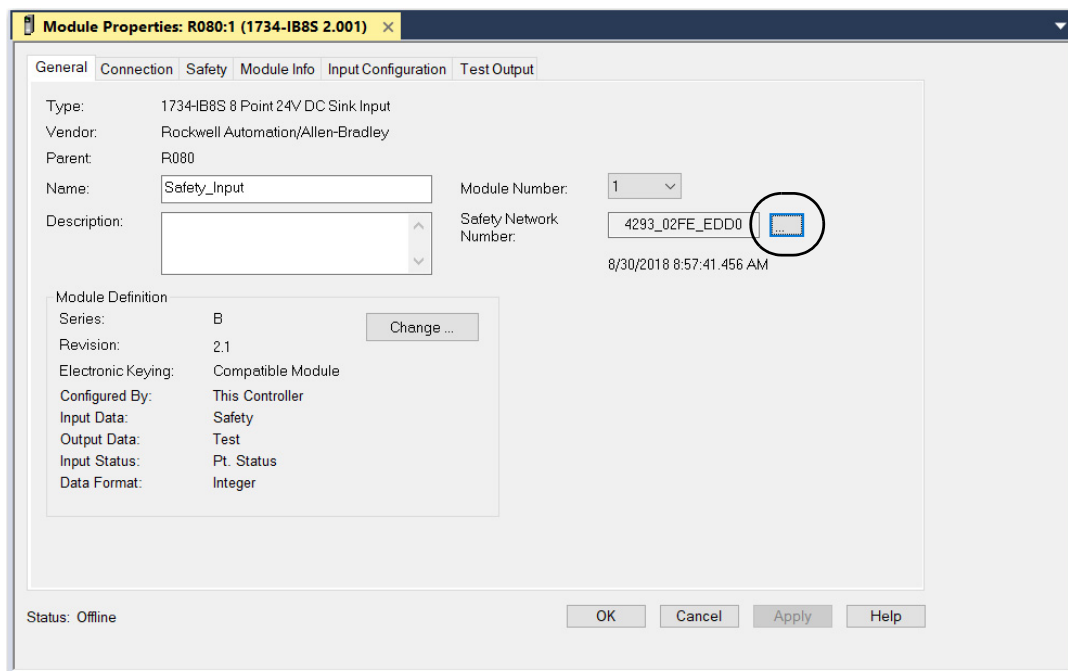 Module Properties: R080:1 (1734-IB8S 2.001) ×
General Connection Safety Module Info Input Configuration Test Output
Type: 1734-IB8S 8 Point 24V DC Sink Input
Vendor: Rockwell Automation/Allen-Bradley
Parent: R080
Name: Safety_Input
Module Number: 1
Description:
Safety Network Number: 4293_02FE_EDD0 ...
8/30/2018 8:57:41.456 AM
Module Definition
Series: B
Change ...
Revision: 2.1
Electronic Keying: Compatible Module
Configured By: This Controller
Input Data: Safety
Output Data: Test
Input Status: Pt. Status
Data Format: Integer
Status: Offline
OK Cancel Apply Help